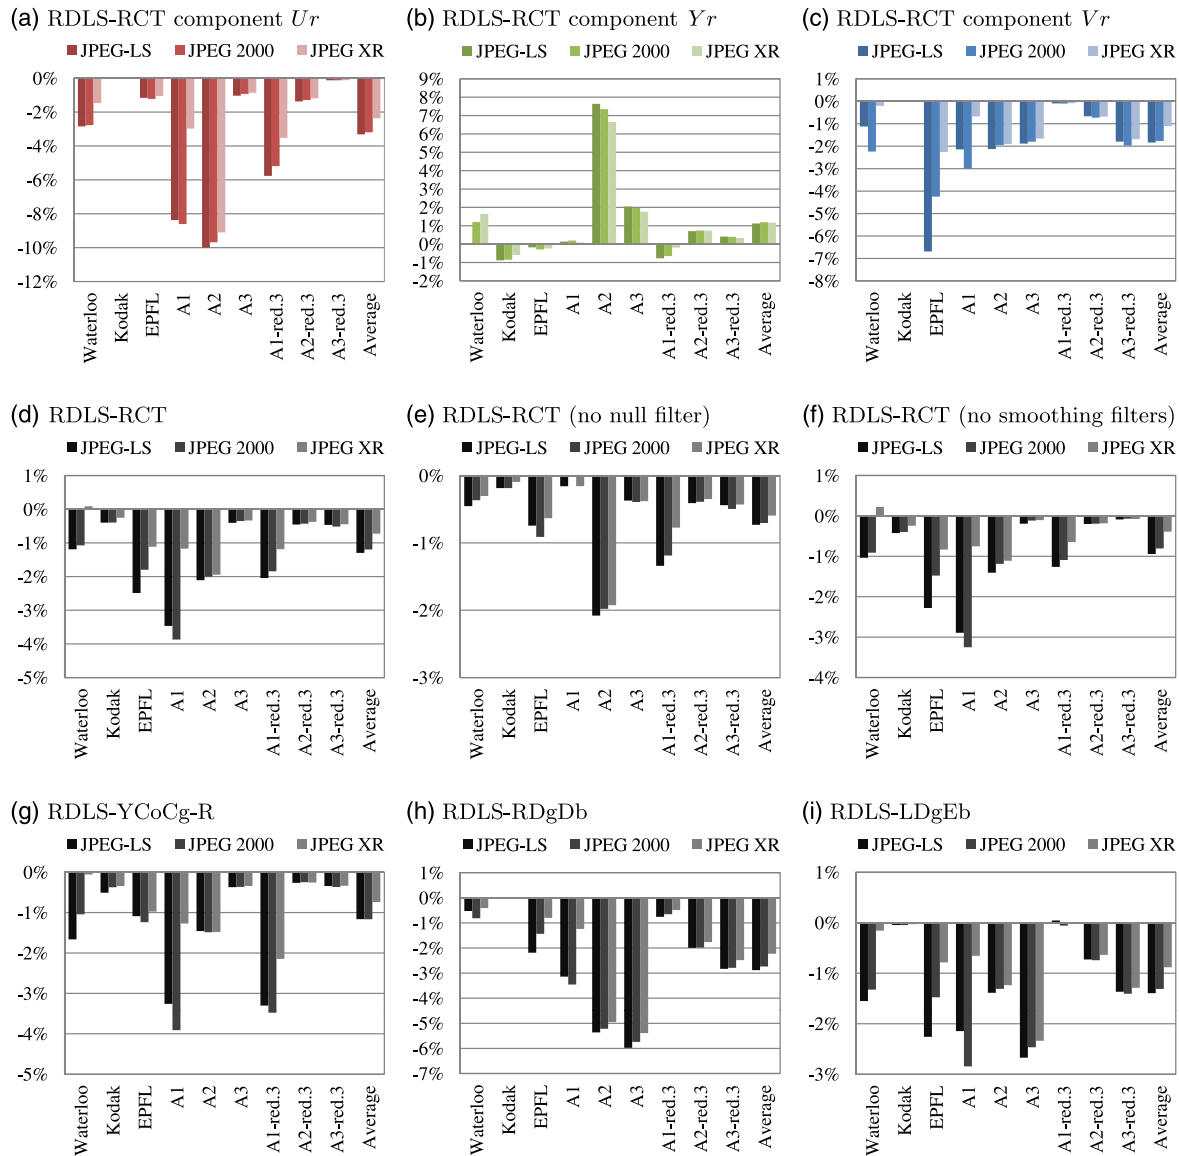 (a) RDLS-RCT component Ur
JPEG-LS JPEG 2000 JPEG XR
0%
-2%
-4%
-6%
-8%
-10%
-12%
Waterloo
Kodak
EPFL
A1
A2
A3
A1-red.3
A2-red.3
A3-red.3
Average
(b) RDLS-RCT component Yr
JPEG-LS JPEG 2000 JPEG XR
9%
8%
7%
6%
5%
4%
3%
2%
1%
0%
-1%
-2%
Waterloo
Kodak
EPFL
A1
A2
A3
A1-red.3
A2-red.3
A3-red.3
Average
(c) RDLS-RCT component Vr
JPEG-LS JPEG 2000 JPEG XR
1%
0%
-1%
-2%
-3%
-4%
-5%
-6%
-7%
-8%
Waterloo
Kodak
EPFL
A1
A2
A3
A1-red.3
A2-red.3
A3-red.3
Average
(d) RDLS-RCT
JPEG-LS JPEG 2000 JPEG XR
1%
0%
-1%
-2%
-3%
-4%
-5%
Waterloo
Kodak
EPFL
A1
A2
A3
A1-red.3
A2-red.3
A3-red.3
Average
(e) RDLS-RCT (no null filter)
JPEG-LS JPEG 2000 JPEG XR
0%
-1%
-2%
-3%
Waterloo
Kodak
EPFL
A1
A2
A3
A1-red.3
A2-red.3
A3-red.3
Average
(f) RDLS-RCT (no smoothing filters)
JPEG-LS JPEG 2000 JPEG XR
1%
0%
-1%
-2%
-3%
-4%
Waterloo
Kodak
EPFL
A1
A2
A3
A1-red.3
A2-red.3
A3-red.3
Average
(g) RDLS-YCoCg-R
JPEG-LS JPEG 2000 JPEG XR
0%
-1%
-2%
-3%
-4%
-5%
Waterloo
Kodak
EPFL
A1
A2
A3
A1-red.3
A2-red.3
A3-red.3
Average
(h) RDLS-RDgDb
JPEG-LS JPEG 2000 JPEG XR
1%
0%
-1%
-2%
-3%
-4%
-5%
-6%
-7%
Waterloo
Kodak
EPFL
A1
A2
A3
A1-red.3
A2-red.3
A3-red.3
Average
(i) RDLS-LDgEb
JPEG-LS JPEG 2000 JPEG XR
1%
0%
-1%
-2%
-3%
Waterloo
Kodak
EPFL
A1
A2
A3
A1-red.3
A2-red.3
A3-red.3
Average